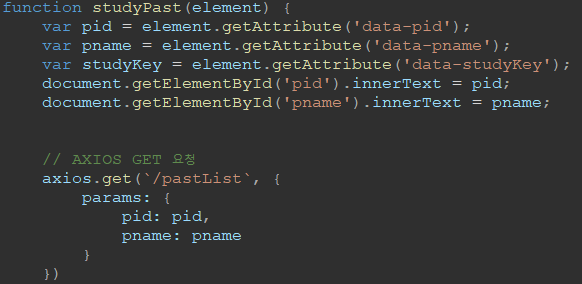 function studyPast(element) {
    var pid = element.getAttribute('data-pid');
    var pname = element.getAttribute('data-pname');
    var studyKey = element.getAttribute('data-studyKey');
    document.getElementById('pid').innerText = pid;
    document.getElementById('pname').innerText = pname;
    // AXIOS GET 요청
    axios.get(`/pastList`, {
        params: {
            pid: pid,
            pname: pname
        }
    })